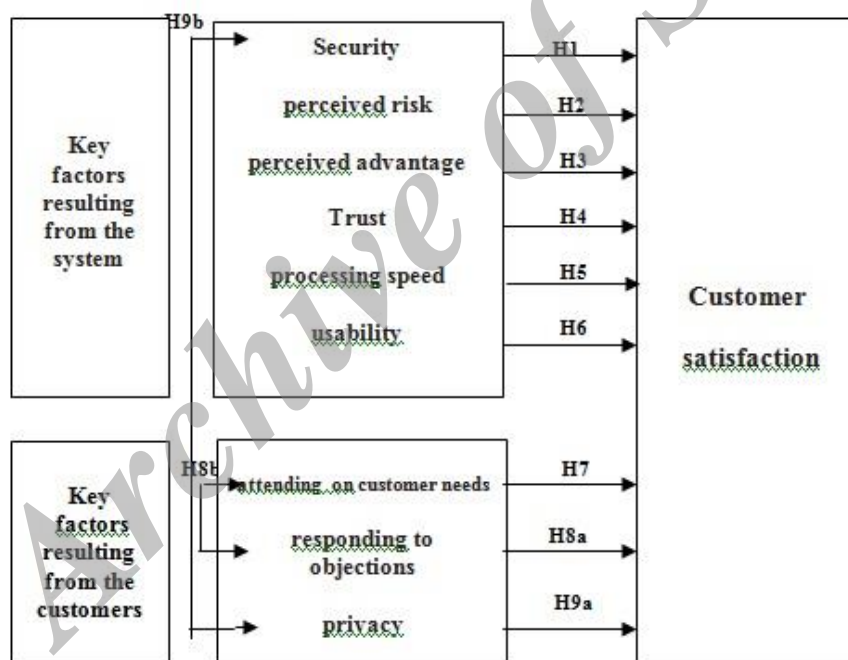 H9b
Key
factors
resulting
from the
system
Security
perceived risk
perceived advantage
Trust
processing speed
usability
H1
H2
H3
H4
H5
H6
Customer
satisfaction
Key
factors
resulting
from the
customers
H8b
attending on customer needs
responding to
objections
privacy
H7
H8a
H9a
Archive of S